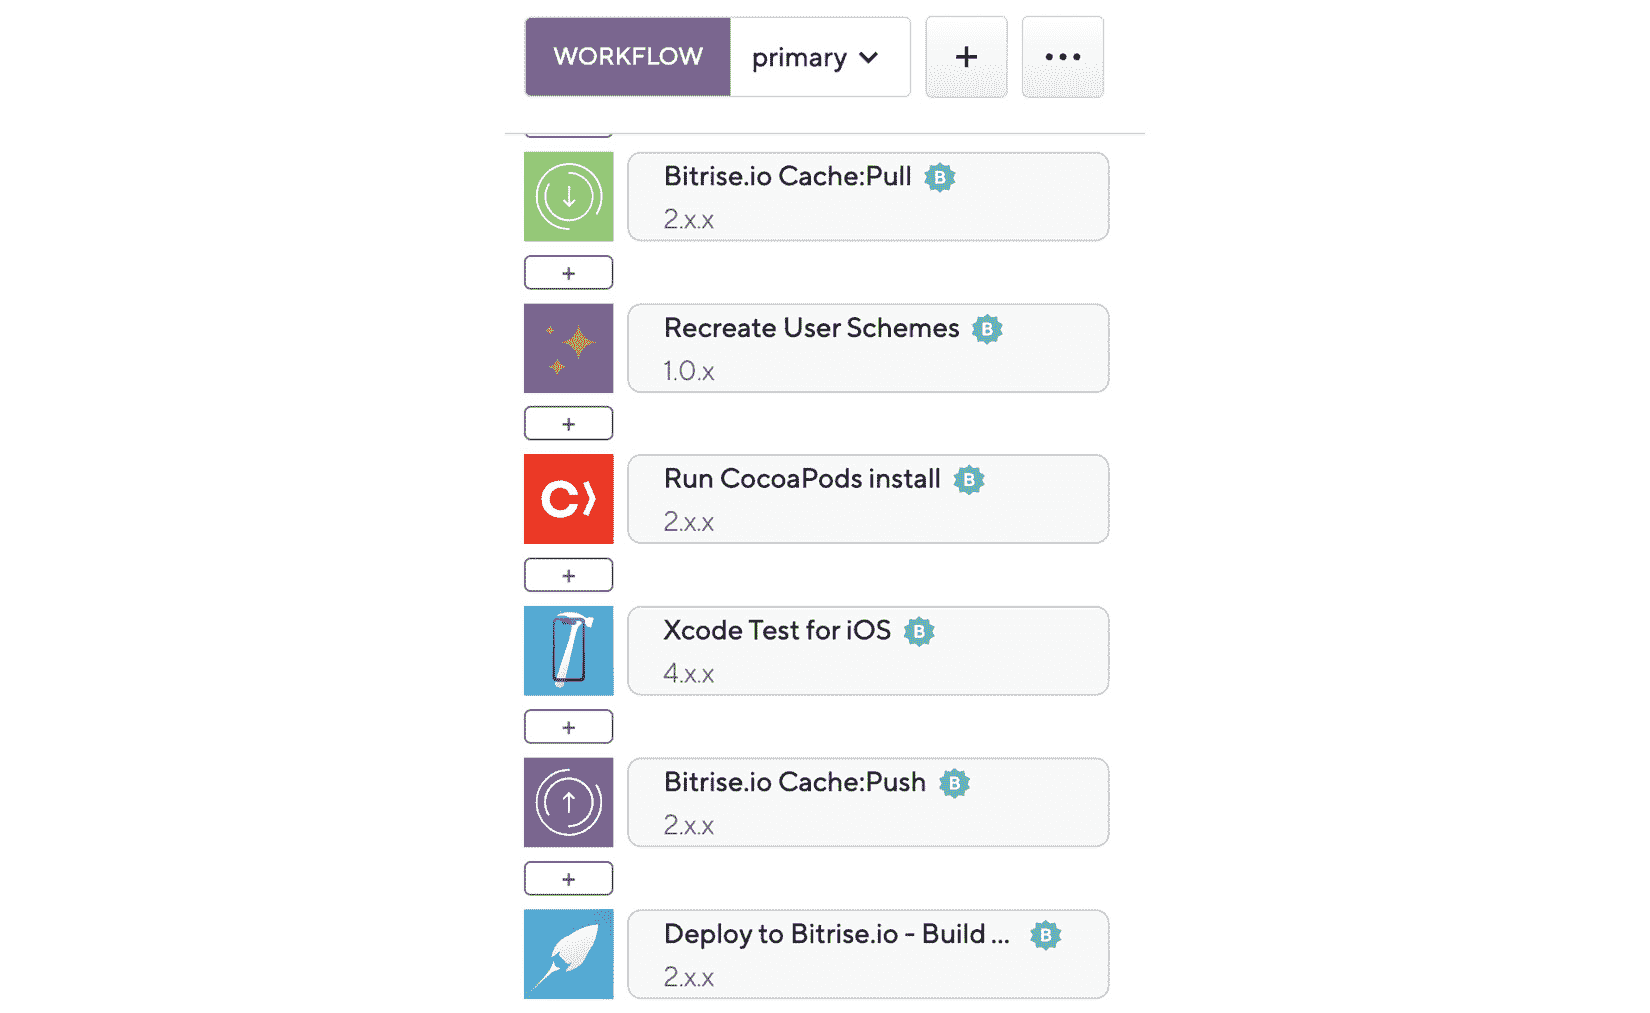 WORKFLOW primary + ...
Bitrise.io Cache:Pull B
2.x.x
+
Recreate User Schemes B
1.0.x
+
Run CocoaPods install B
2.x.x
+
Xcode Test for iOS B
4.x.x
+
Bitrise.io Cache:Push B
2.x.x
+
Deploy to Bitrise.io - Build ... B
2.x.x